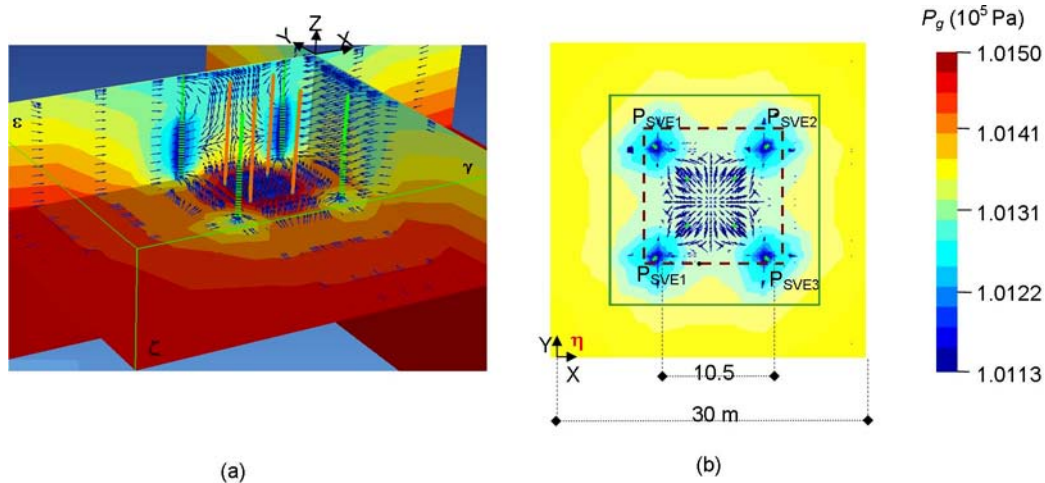 P_g (10^5 Pa)
Z
Y
X
ε
γ
ζ
P_SVE1
P_SVE2
P_SVE1
P_SVE3
Y
η
X
10.5
30 m
1.0150
1.0141
1.0131
1.0122
1.0113
(a)
(b)